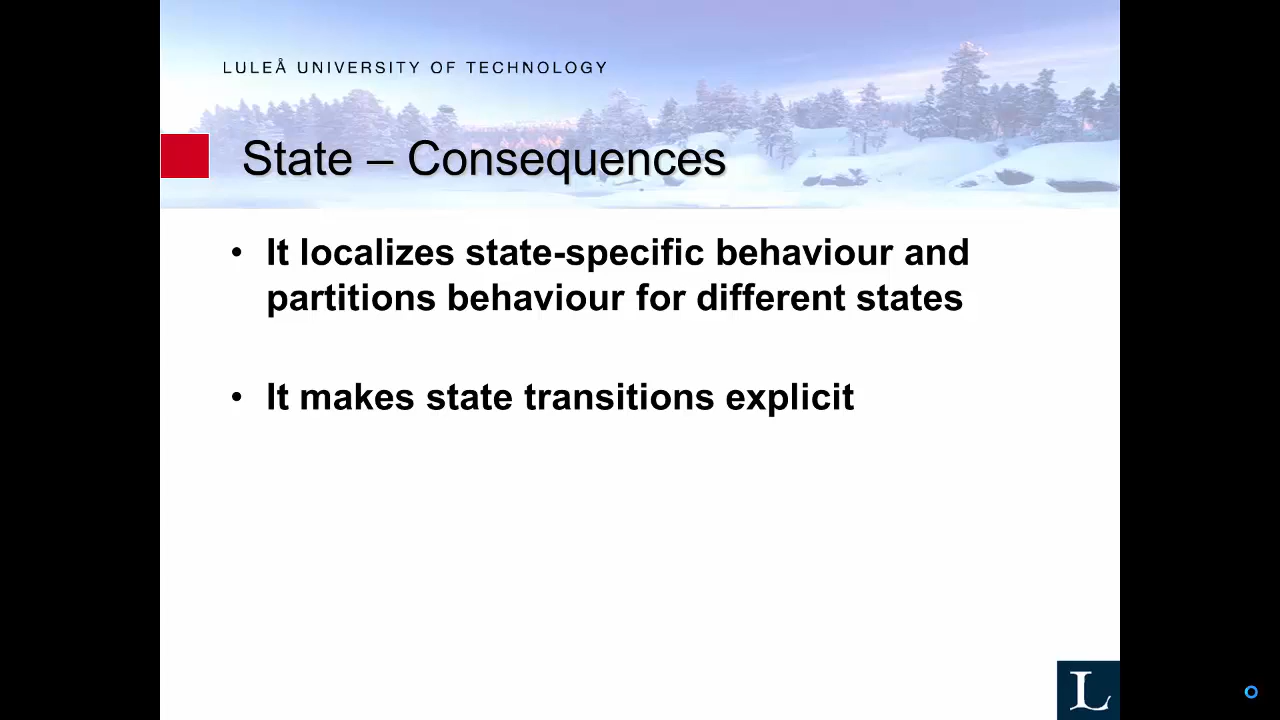 LULEÅ UNIVERSITY OF TECHNOLOGY
State – Consequences
• It localizes state-specific behaviour and
partitions behaviour for different states
• It makes state transitions explicit
L